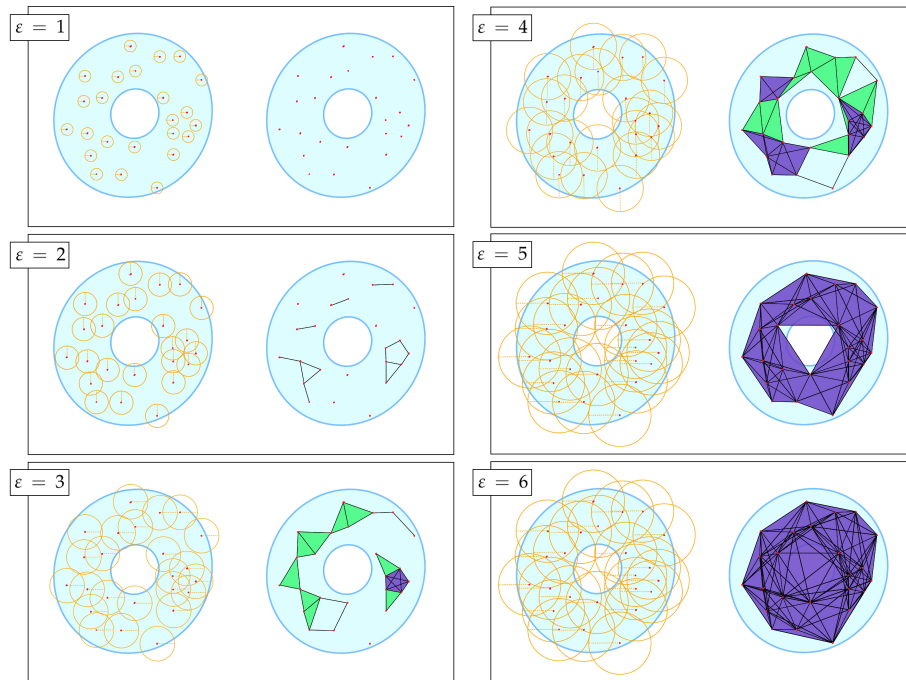 ε = 1
ε = 4
ε = 2
ε = 5
ε = 3
ε = 6